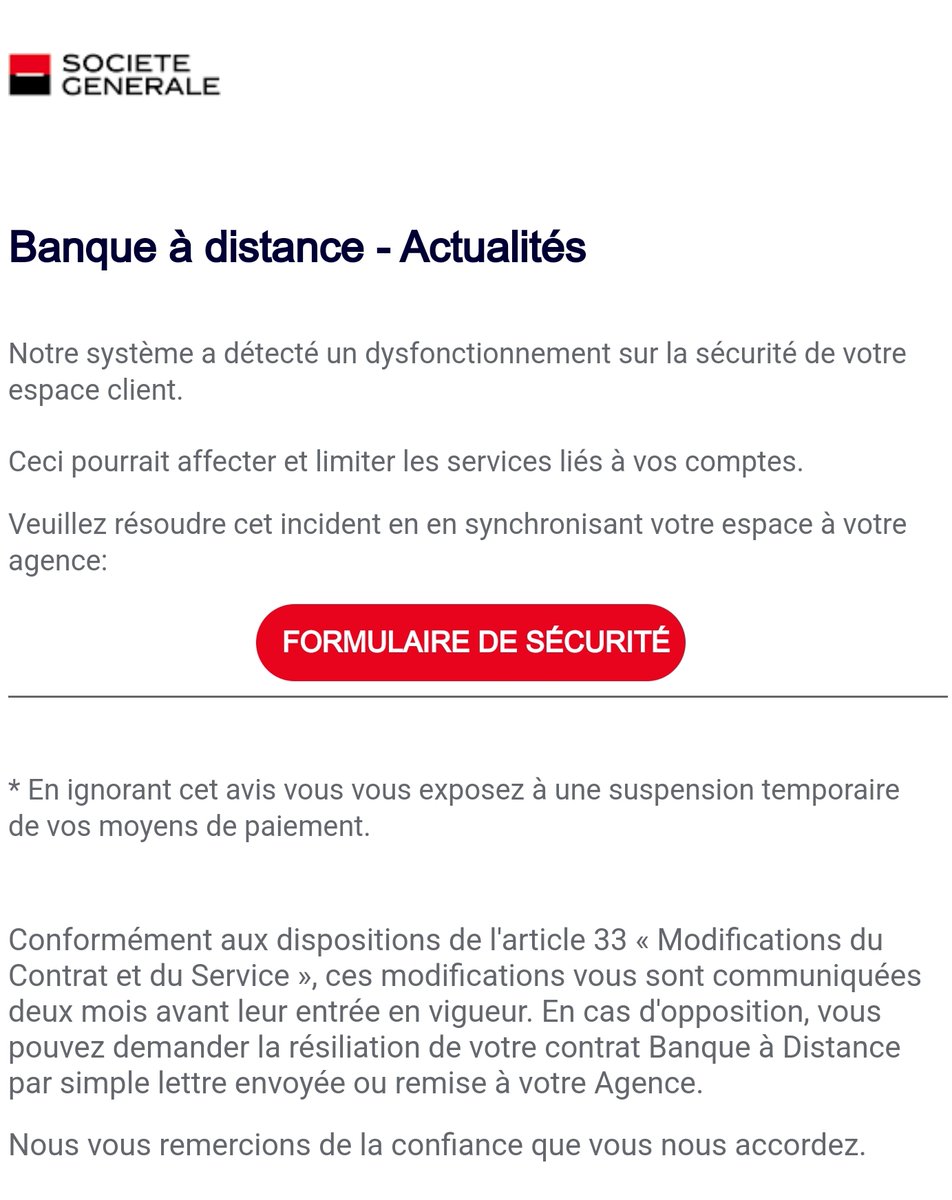 SOCIETE
GENERALE
Banque à distance - Actualités
Notre système a détecté un dysfonctionnement sur la sécurité de votre
espace client.
Ceci pourrait affecter et limiter les services liés à vos comptes.
Veuillez résoudre cet incident en en synchronisant votre espace à votre
agence:
FORMULAIRE DE SÉCURITÉ
* En ignorant cet avis vous vous exposez à une suspension temporaire
de vos moyens de paiement.
Conformément aux dispositions de l'article 33 « Modifications du
Contrat et du Service », ces modifications vous sont communiquées
deux mois avant leur entrée en vigueur. En cas d'opposition, vous
pouvez demander la résiliation de votre contrat Banque à Distance
par simple lettre envoyée ou remise à votre Agence.
Nous vous remercions de la confiance que vous nous accordez.